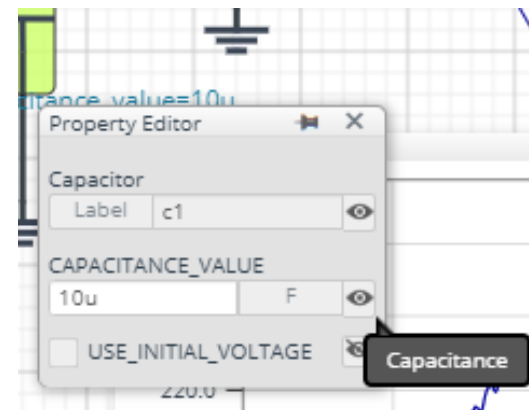 citance_value=10u
Property Editor
Capacitor
Label c1
CAPACITANCE_VALUE
10u F
USE_INITIAL_VOLTAGE
Capacitance
220.0